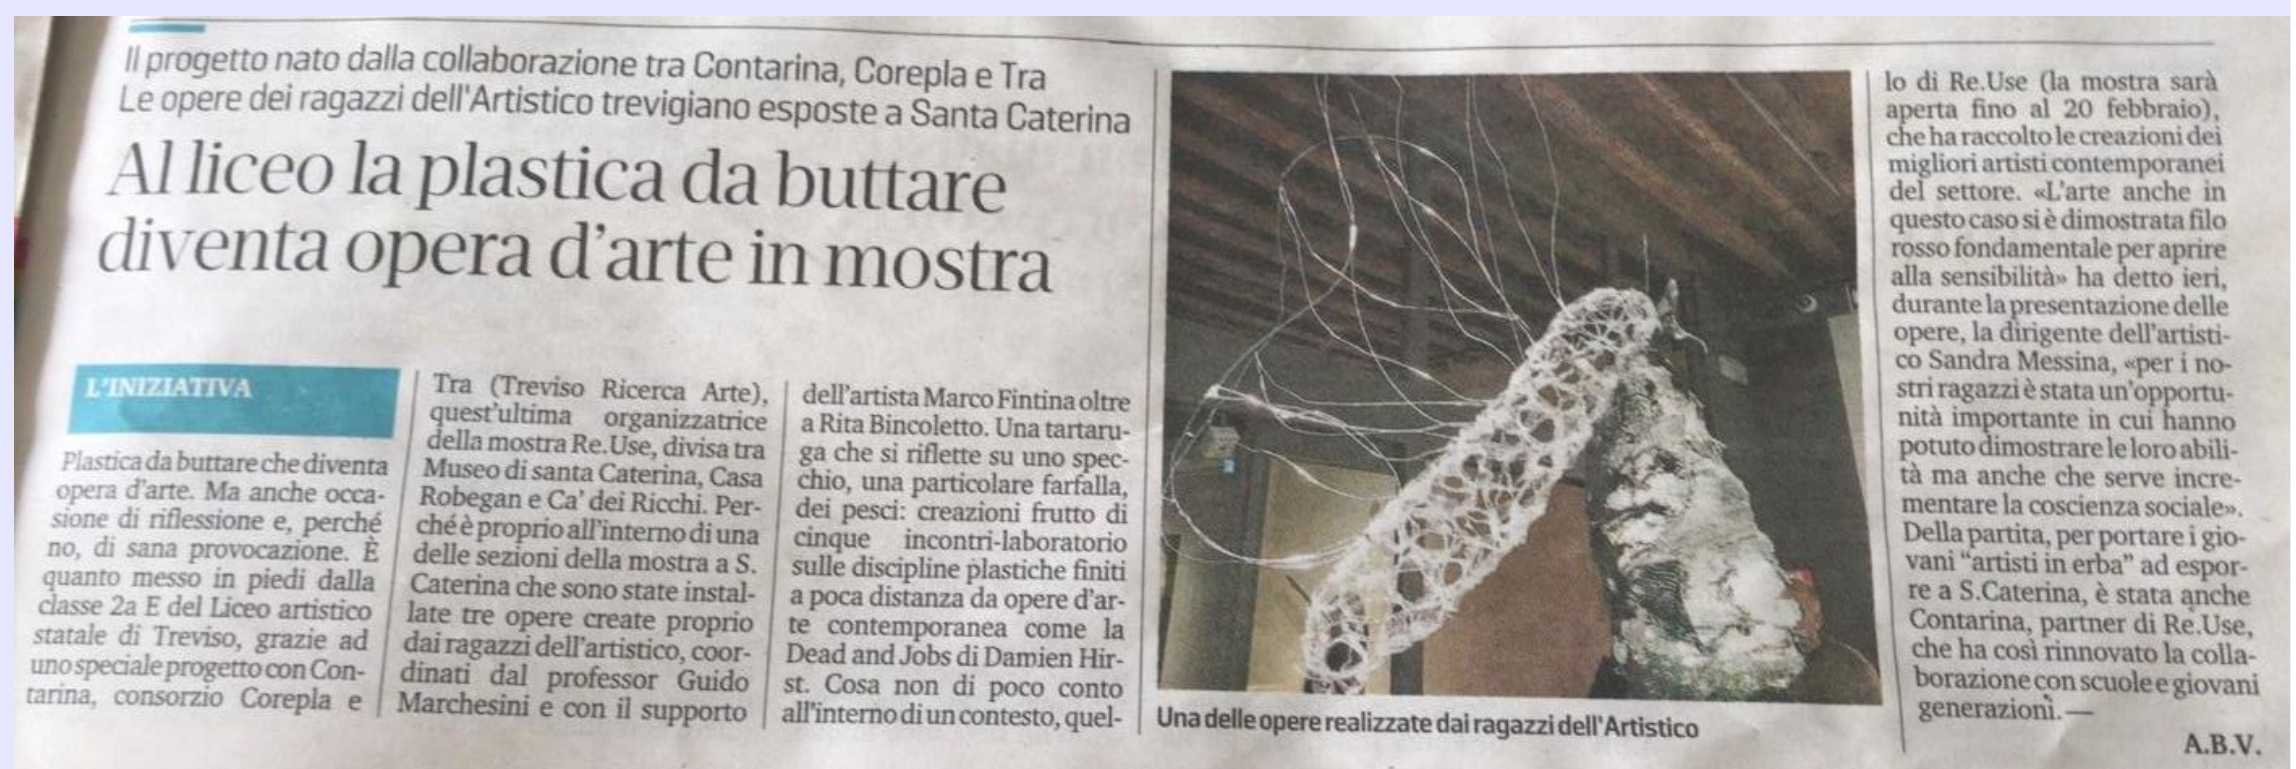 Il progetto nato dalla collaborazione tra Contarina, Corepla e Tra
Le opere dei ragazzi dell'Artistico trevigiano esposte a Santa Caterina
Al liceo la plastica da buttare
diventa opera d'arte in mostra
L'INIZIATIVA
Plastica da buttare che diventa
opera d'arte. Ma anche occa-
sione di riflessione e, perché
no, di sana provocazione. È
quanto messo in piedi dalla
classe 2a E del Liceo artistico
statale di Treviso, grazie ad
uno speciale progetto con Con-
tarina, consorzio Corepla e
Tra (Treviso Ricerca Arte),
quest'ultima organizzatrice
della mostra Re.Use, divisa tra
Museo di santa Caterina, Casa
Robegan e Ca' dei Ricchi. Per-
ché è proprio all'interno di una
delle sezioni della mostra a S.
Caterina che sono state instal-
late tre opere create proprio
dai ragazzi dell'artistico, coor-
dinati dal professor Guido
Marchesini e con il supporto
dell'artista Marco Fintina oltre
a Rita Bincoletto. Una tartaru-
ga che si riflette su uno spec-
chio, una particolare farfalla,
dei pesci: creazioni frutto di
cinque incontri-laboratorio
sulle discipline plastiche finiti
a poca distanza da opere d'ar-
te contemporanea come la
Dead and Jobs di Damien Hir-
st. Cosa non di poco conto
all'interno di un contesto, quel-
Una delle opere realizzate dai ragazzi dell'Artistico
lo di Re.Use (la mostra sarà
aperta fino al 20 febbraio),
che ha raccolto le creazioni dei
migliori artisti contemporanei
del settore. «L'arte anche in
questo caso si è dimostrata filo
rosso fondamentale per aprire
alla sensibilità» ha detto ieri,
durante la presentazione delle
opere, la dirigente dell'artisti-
co Sandra Messina, «per i no-
stri ragazzi è stata un'opportu-
nità importante in cui hanno
potuto dimostrare le loro abili-
tà ma anche che serve incre-
mentare la coscienza sociale».
Della partita, per portare i gio-
vani “artisti in erba” ad espor-
re a S.Caterina, è stata anche
Contarina, partner di Re.Use,
che ha così rinnovato la colla-
borazione con scuole e giovani
generazioni. —
A.B.V.